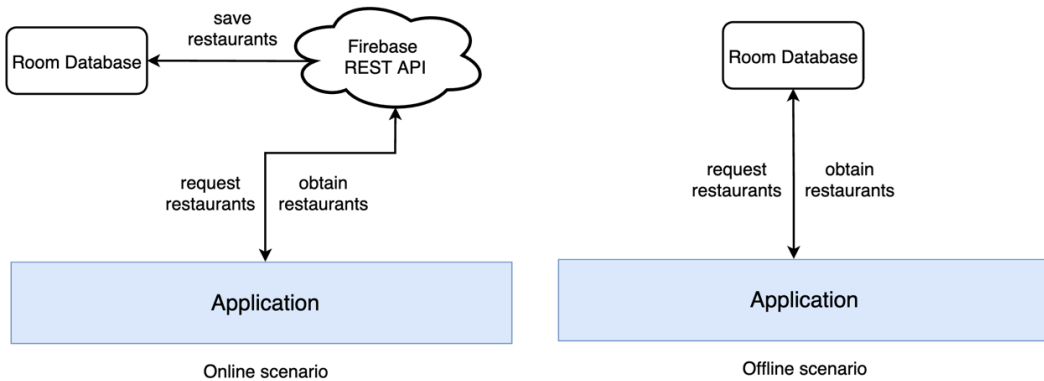 save
restaurants
Room Database
Firebase
REST API
request
restaurants
obtain
restaurants
Application
Online scenario
Room Database
request
restaurants
obtain
restaurants
Application
Offline scenario